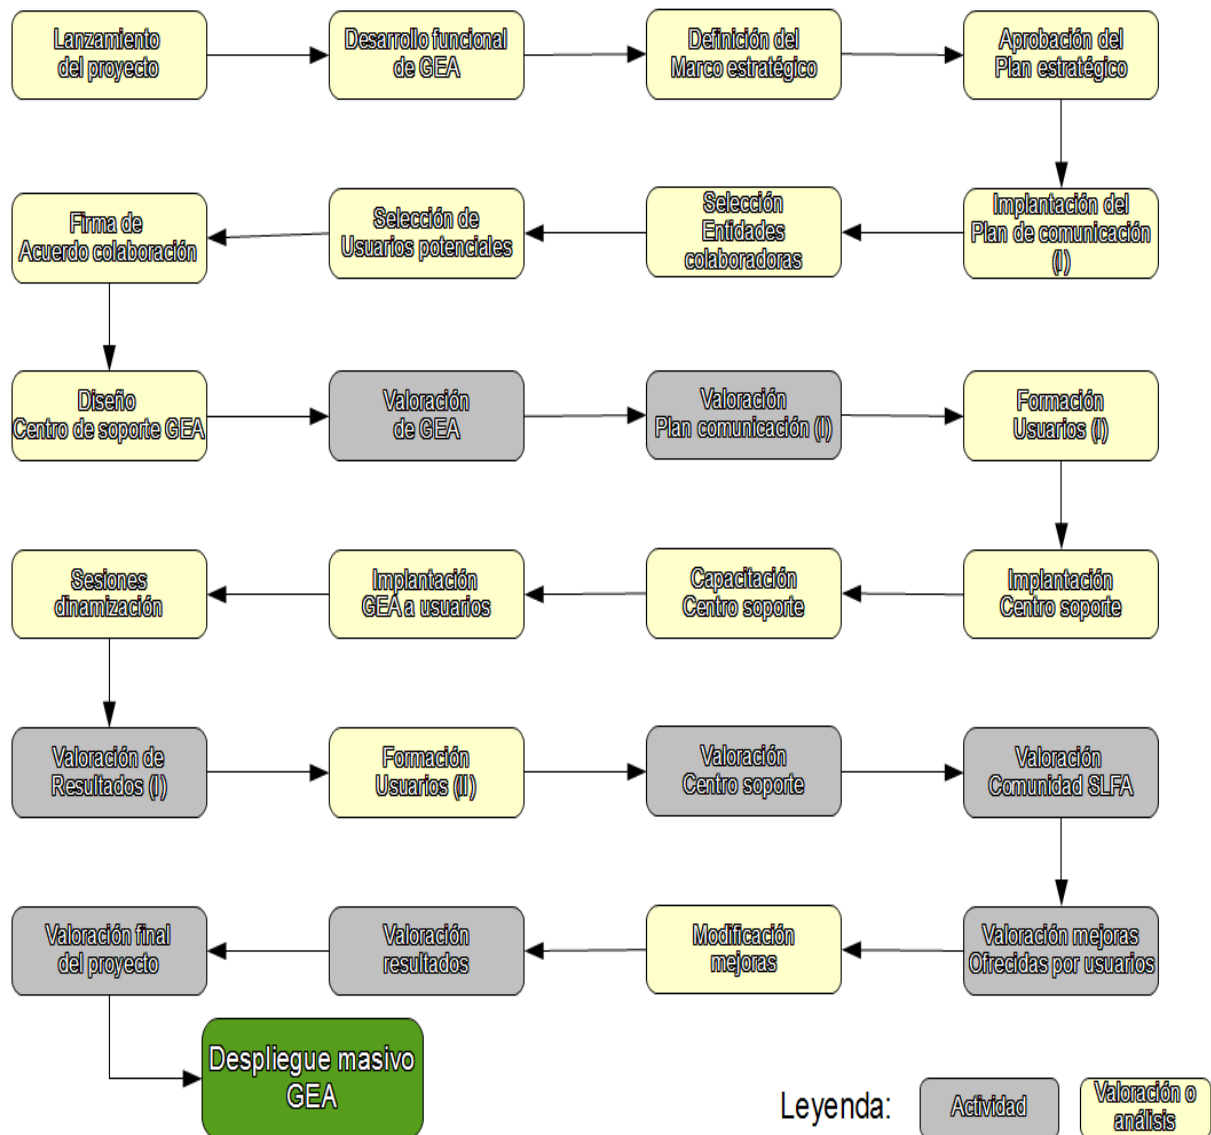 Lanzamiento
del proyecto
Desarrollo funcional
de GEA
Definición del
Marco estratégico
Aprobación del
Plan estratégico
Firma de
Acuerdo colaboración
Selección de
Usuarios potenciales
Selección
Entidades
colaboradoras
Implantación del
Plan de comunicación
(I)
Diseño
Centro de soporte GEA
Valoración
de GEA
Valoración
Plan comunicación (I)
Formación
Usuarios (I)
Sesiones
dinamización
Implantación
GEA a usuarios
Capacitación
Centro soporte
Implantación
Centro soporte
Valoración de
Resultados (I)
Formación
Usuarios (II)
Valoración
Centro soporte
Valoración
Comunidad SLFA
Valoración final
del proyecto
Valoración
resultados
Modificación
mejoras
Valoración mejoras
Ofrecidas por usuarios
Despliegue masivo
GEA
Leyenda:
Actividad
Valoración o
análisis